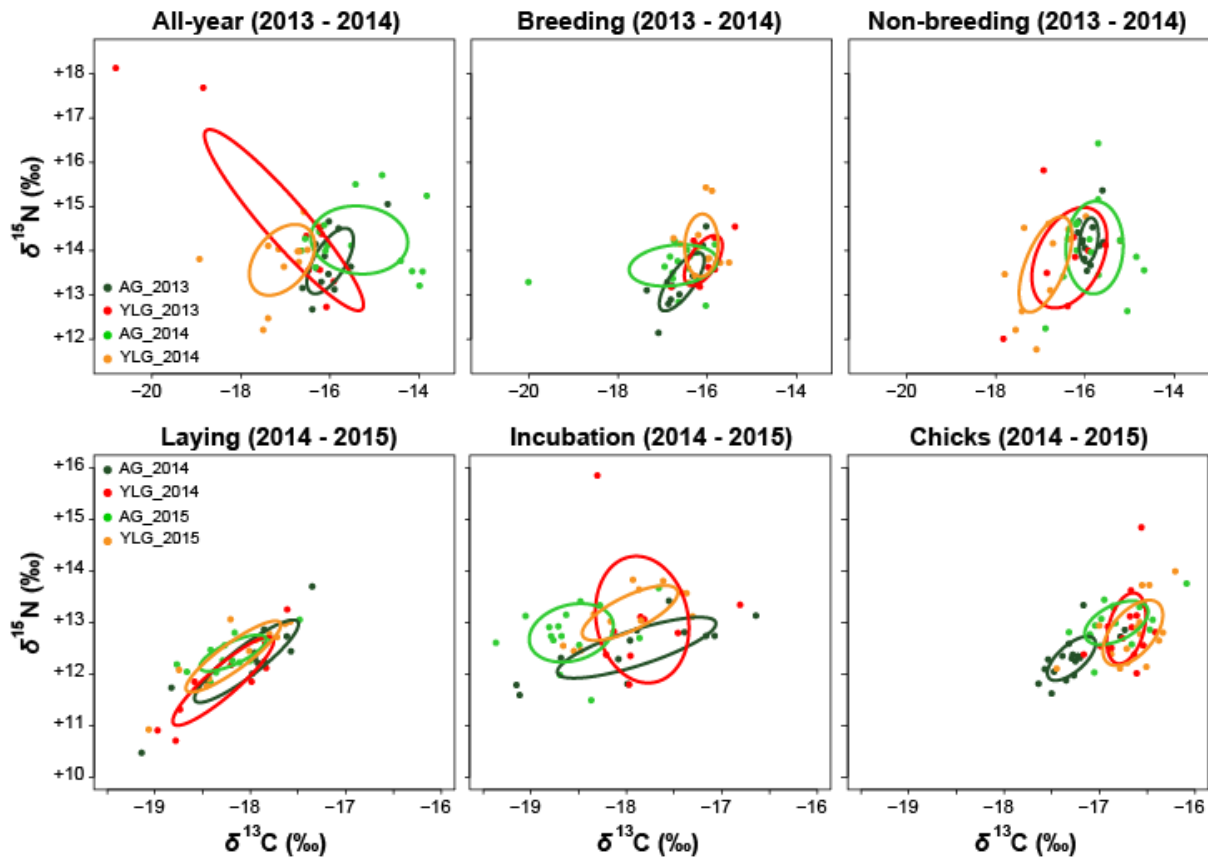 All-year (2013 - 2014)
Breeding (2013 - 2014)
Non-breeding (2013 - 2014)
δ15N (‰)
+18
+17
+16
+15
+14
+13
+12
AG_2013
YLG_2013
AG_2014
YLG_2014
−20 −18 −16 −14
−20 −18 −16 −14
−20 −18 −16 −14
Laying (2014 - 2015)
Incubation (2014 - 2015)
Chicks (2014 - 2015)
δ15N (‰)
+16
+15
+14
+13
+12
+11
+10
AG_2014
YLG_2014
AG_2015
YLG_2015
−19 −18 −17 −16
−19 −18 −17 −16
−19 −18 −17 −16
δ13C (‰)
δ13C (‰)
δ13C (‰)